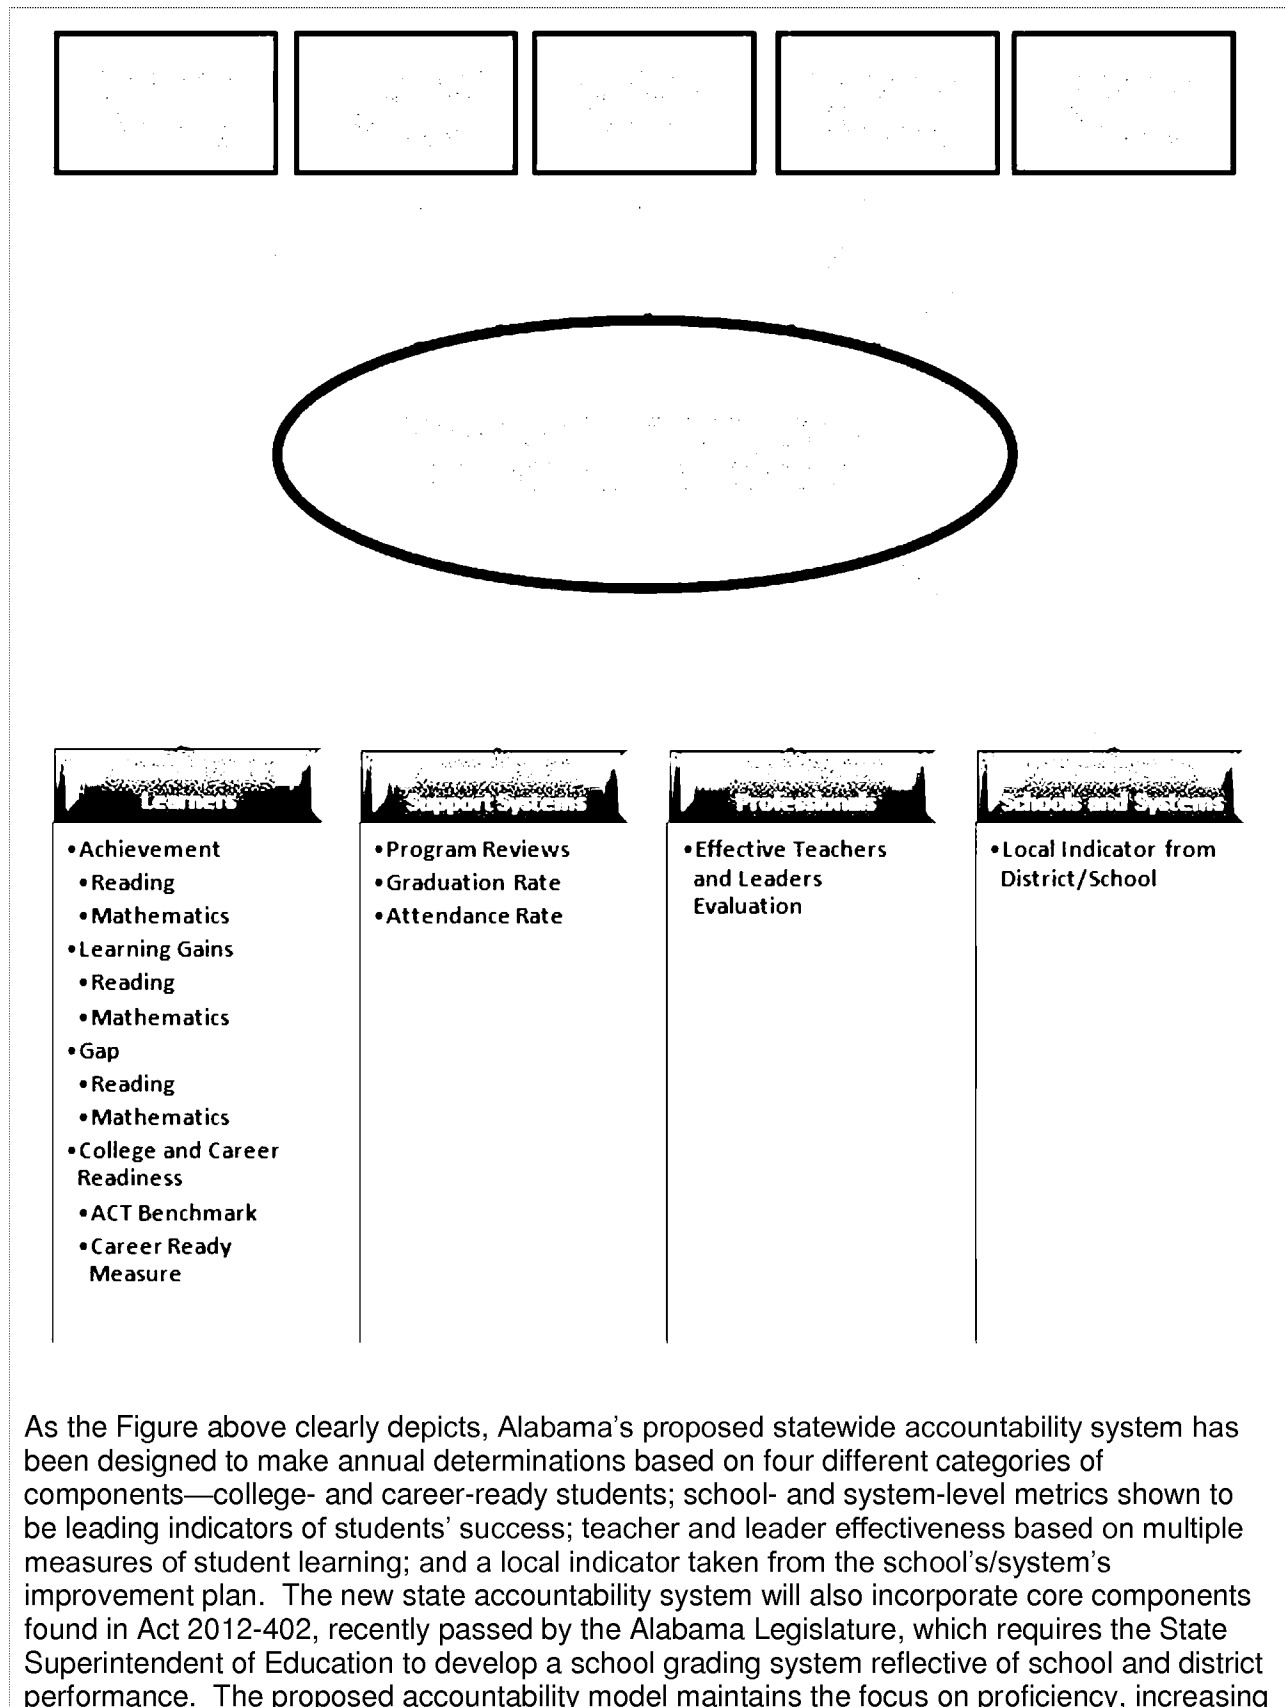 Learners
Support Systems
Professionals
Schools and Systems
•Achievement
•Reading
•Mathematics
•Learning Gains
•Reading
•Mathematics
•Gap
•Reading
•Mathematics
•College and Career
Readiness
•ACT Benchmark
•Career Ready
Measure
•Program Reviews
•Graduation Rate
•Attendance Rate
•Effective Teachers
and Leaders
Evaluation
•Local Indicator from
District/School
As the Figure above clearly depicts, Alabama's proposed statewide accountability system has
been designed to make annual determinations based on four different categories of
components—college- and career-ready students; school- and system-level metrics shown to
be leading indicators of students' success; teacher and leader effectiveness based on multiple
measures of student learning; and a local indicator taken from the school's/system's
improvement plan.  The new state accountability system will also incorporate core components
found in Act 2012-402, recently passed by the Alabama Legislature, which requires the State
Superintendent of Education to develop a school grading system reflective of school and district
performance.  The proposed accountability model maintains the focus on proficiency, increasing